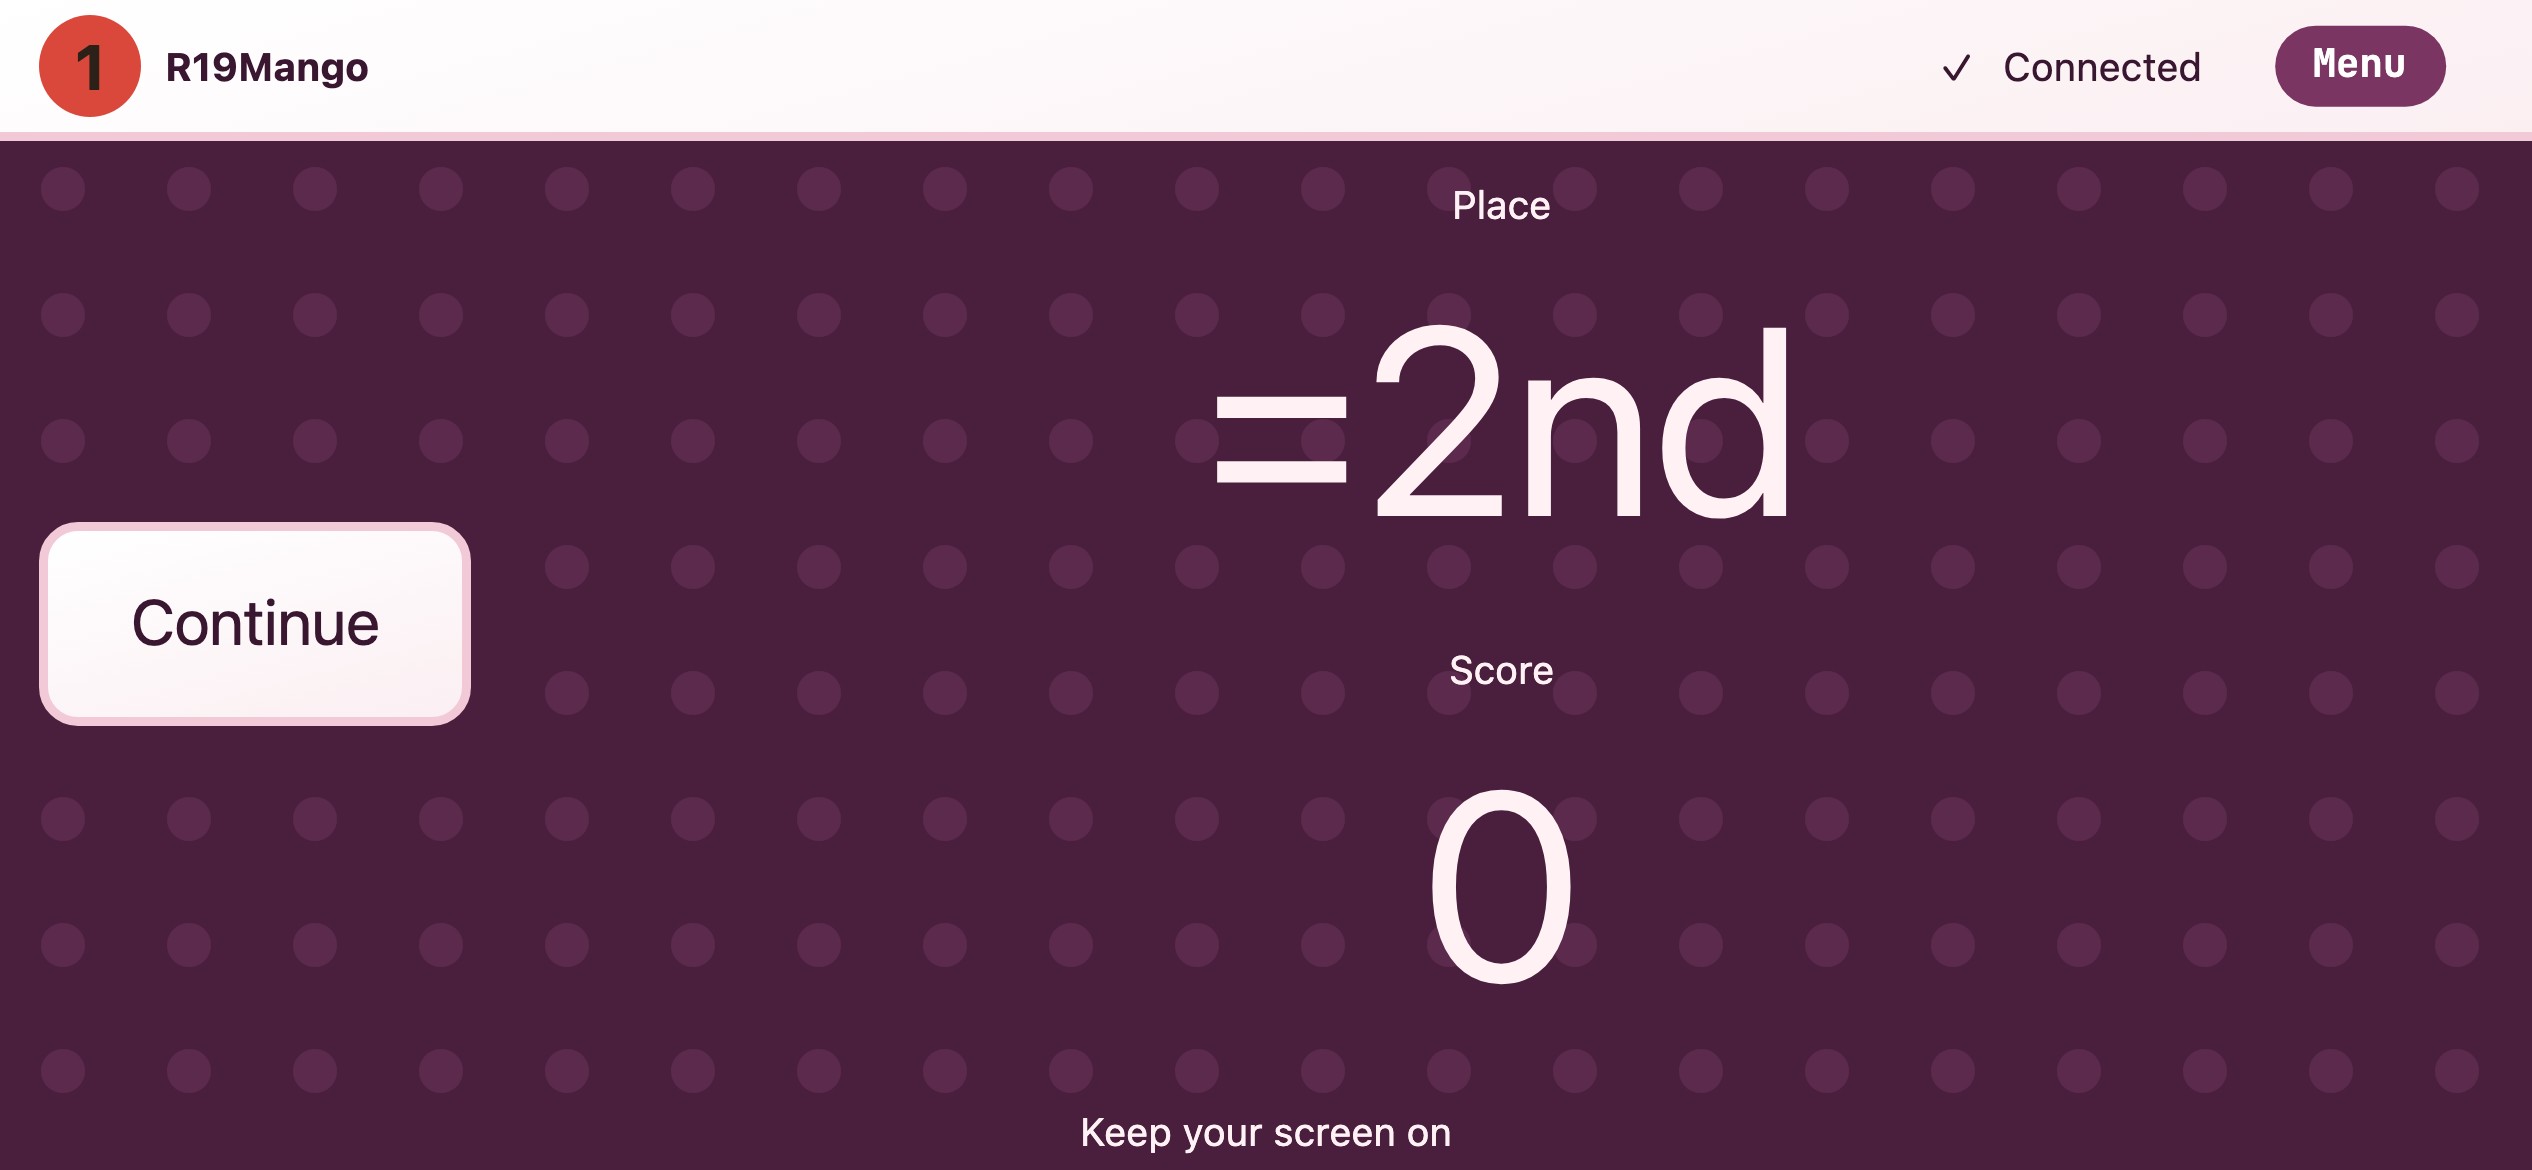 1 R19Mango ✓ Connected Menu
Place
=2nd
Continue
Score
0
Keep your screen on